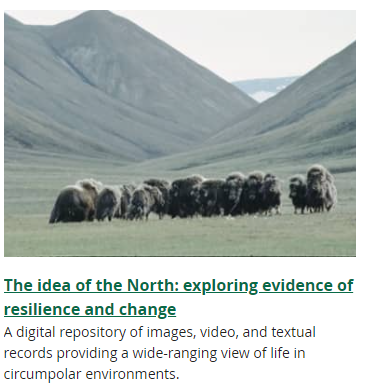 The idea of the North: exploring evidence of
resilience and change
A digital repository of images, video, and textual
records providing a wide-ranging view of life in
circumpolar environments.